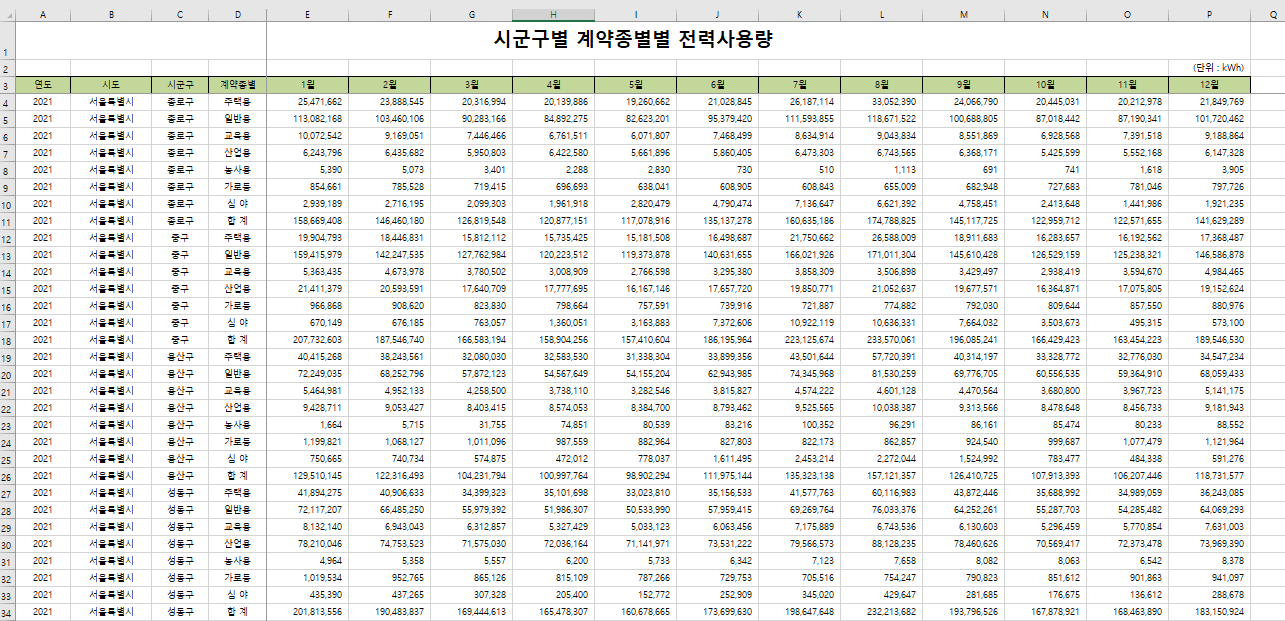 A B C D E F G H I J K L M N O P Q
1 시군구별 계약종별별 전력사용량
2 (단위 : kWh)
3 연도 시도 시군구 계약종별 1월 2월 3월 4월 5월 6월 7월 8월 9월 10월 11월 12월
4 2021 서울특별시 종로구 주택용 25,471,662 23,888,545 20,316,994 20,139,886 19,260,662 21,028,845 26,187,114 33,052,390 24,066,790 20,445,031 20,212,978 21,849,769
5 2021 서울특별시 종로구 일반용 113,082,168 103,460,106 90,283,166 84,892,275 82,623,201 95,379,420 111,593,855 118,671,522 100,688,805 87,018,442 87,190,341 101,720,462
6 2021 서울특별시 종로구 교육용 10,072,542 9,169,051 7,446,466 6,761,511 6,071,807 7,468,499 8,634,914 9,043,834 8,551,869 6,928,568 7,391,518 9,188,864
7 2021 서울특별시 종로구 산업용 6,243,796 6,435,682 5,950,803 6,422,580 5,661,896 5,860,405 6,473,303 6,743,565 6,368,171 5,425,599 5,552,168 6,147,328
8 2021 서울특별시 종로구 농사용 5,390 5,073 3,401 2,288 2,830 730 510 1,113 691 741 1,618 3,905
9 2021 서울특별시 종로구 가로등 854,661 785,528 719,415 696,693 638,041 608,905 608,843 655,009 682,948 727,683 781,046 797,726
10 2021 서울특별시 종로구 심 야 2,939,189 2,716,195 2,099,303 1,961,918 2,820,479 4,790,474 7,136,647 6,621,392 4,758,451 2,413,648 1,441,986 1,921,235
11 2021 서울특별시 종로구 합 계 158,669,408 146,460,180 126,819,548 120,877,151 117,078,916 135,137,278 160,635,186 174,788,825 145,117,725 122,959,712 122,571,655 141,629,289
12 2021 서울특별시 중구 주택용 19,904,793 18,446,831 15,812,112 15,735,425 15,181,508 16,498,687 21,750,662 26,588,009 18,911,683 16,283,657 16,192,562 17,368,487
13 2021 서울특별시 중구 일반용 159,415,979 142,247,535 127,762,984 120,223,512 119,373,878 140,631,655 166,021,926 171,011,304 145,610,428 126,529,159 125,238,321 146,586,878
14 2021 서울특별시 중구 교육용 5,363,435 4,673,978 3,780,502 3,008,909 2,766,598 3,295,380 3,858,309 3,506,898 3,429,497 2,938,419 3,594,670 4,984,465
15 2021 서울특별시 중구 산업용 21,411,379 20,593,591 17,640,709 17,777,695 16,167,146 17,657,720 19,850,771 21,052,637 19,677,571 16,364,871 17,075,805 19,152,624
16 2021 서울특별시 중구 가로등 966,868 908,620 823,830 798,664 757,591 739,916 721,887 774,882 792,030 809,644 857,550 880,976
17 2021 서울특별시 중구 심 야 670,149 676,185 763,057 1,360,051 3,163,883 7,372,606 10,922,119 10,636,331 7,664,032 3,503,673 495,315 573,100
18 2021 서울특별시 중구 합 계 207,732,603 187,546,740 166,583,194 158,904,256 157,410,604 186,195,964 223,125,674 233,570,061 196,085,241 166,429,423 163,454,223 189,546,530
19 2021 서울특별시 용산구 주택용 40,415,268 38,243,561 32,080,030 32,583,530 31,338,304 33,899,356 43,501,644 57,720,391 40,314,197 33,328,772 32,776,030 34,547,234
20 2021 서울특별시 용산구 일반용 72,249,035 68,252,796 57,872,123 54,567,649 54,155,204 62,943,985 74,345,968 81,530,259 69,776,705 60,556,535 59,364,910 68,059,433
21 2021 서울특별시 용산구 교육용 5,464,981 4,952,133 4,258,500 3,738,110 3,282,546 3,815,827 4,574,222 4,601,128 4,470,564 3,680,800 3,967,723 5,141,175
22 2021 서울특별시 용산구 산업용 9,428,711 9,053,427 8,403,415 8,574,053 8,384,700 8,793,462 9,525,565 10,038,387 9,313,566 8,478,648 8,456,733 9,181,943
23 2021 서울특별시 용산구 농사용 1,664 5,715 31,755 74,851 80,539 83,216 100,352 96,291 86,161 85,474 80,233 88,552
24 2021 서울특별시 용산구 가로등 1,199,821 1,068,127 1,011,096 987,559 882,964 827,803 822,173 862,857 924,540 999,687 1,077,479 1,121,964
25 2021 서울특별시 용산구 심 야 750,665 740,734 574,875 472,012 778,037 1,611,495 2,453,214 2,272,044 1,524,992 783,477 484,338 591,276
26 2021 서울특별시 용산구 합 계 129,510,145 122,316,493 104,231,794 100,997,764 98,902,294 111,975,144 135,323,138 157,121,357 126,410,725 107,913,393 106,207,446 118,731,577
27 2021 서울특별시 성동구 주택용 41,894,275 40,906,633 34,399,323 35,101,698 33,023,810 35,156,533 41,577,763 60,116,983 43,872,446 35,688,992 34,989,059 36,243,085
28 2021 서울특별시 성동구 일반용 72,117,207 66,485,250 55,979,392 51,986,307 50,533,990 57,959,415 69,269,764 76,033,376 64,252,261 55,287,703 54,285,482 64,069,293
29 2021 서울특별시 성동구 교육용 8,132,140 6,943,043 6,312,857 5,327,429 5,033,123 6,063,456 7,175,889 6,743,536 6,130,603 5,296,459 5,770,854 7,631,003
30 2021 서울특별시 성동구 산업용 78,210,046 74,753,523 71,575,030 72,036,164 71,141,971 73,531,222 79,566,573 88,128,235 78,460,626 70,569,417 72,373,478 73,969,390
31 2021 서울특별시 성동구 농사용 4,964 5,358 5,557 6,200 5,733 6,342 7,123 7,658 8,082 8,063 6,542 8,378
32 2021 서울특별시 성동구 가로등 1,019,534 952,765 865,126 815,109 787,266 729,753 705,516 754,247 790,823 851,612 901,863 941,097
33 2021 서울특별시 성동구 심 야 435,390 437,265 307,328 205,400 152,772 252,909 345,020 429,647 281,685 176,675 136,612 288,678
34 2021 서울특별시 성동구 합 계 201,813,556 190,483,837 169,444,613 165,478,307 160,678,665 173,699,630 198,647,648 232,213,682 193,796,526 167,878,921 168,463,890 183,150,924